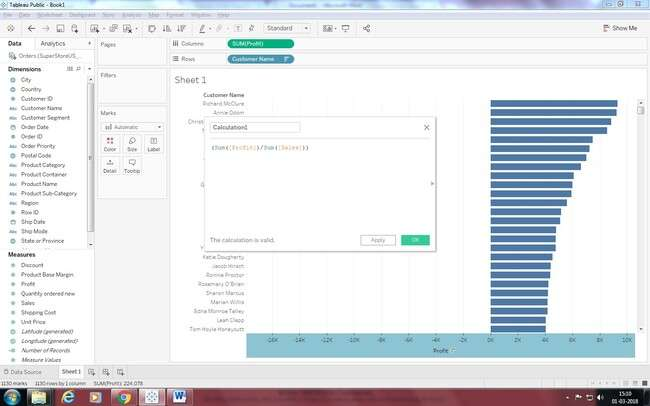 Tableau Public - Book1
File Data Worksheet Dashboard Story Analysis Map Format Window Help
Standard
Show Me
Data Analytics
Pages
Columns SUM(Profit)
Rows Customer Name
Orders (SuperStoreUS_
Filters
Sheet 1
Dimensions
City
Country
Customer ID
Customer Name
Customer Segment
Order Date
Order ID
Order Priority
Postal Code
Product Category
Product Container
Product Name
Product Sub-Category
Region
Row ID
Ship Date
Ship Mode
State or Province
Measures
Discount
Product Base Margin
Profit
Quantity ordered new
Sales
Shipping Cost
Unit Price
Latitude (generated)
Longitude (generated)
Number of Records
Measure Values
Marks
Automatic
Color Size Label
Detail Tooltip
Customer Name
Richard McClure
Annie Odom
Christ
Calculation1
(Sum([Profit])/Sum([Sales]))
The calculation is valid.
Apply OK
Katie Dougherty
Jacob Hirsch
Ronnie Proctor
Rosemary O'Brien
Sharon Marcus
Marian Willis
Edna Monroe Talley
Leah Clapp
Tom Hoyle Honeycutt
-16K -14K -12K -10K -8K -6K -4K -2K 0K 2K 4K 6K 8K 10K
Profit
Data Source Sheet 1
1130 marks 1130 rows by 1 column SUM(Profit): 224,078
15:10
01-03-2018